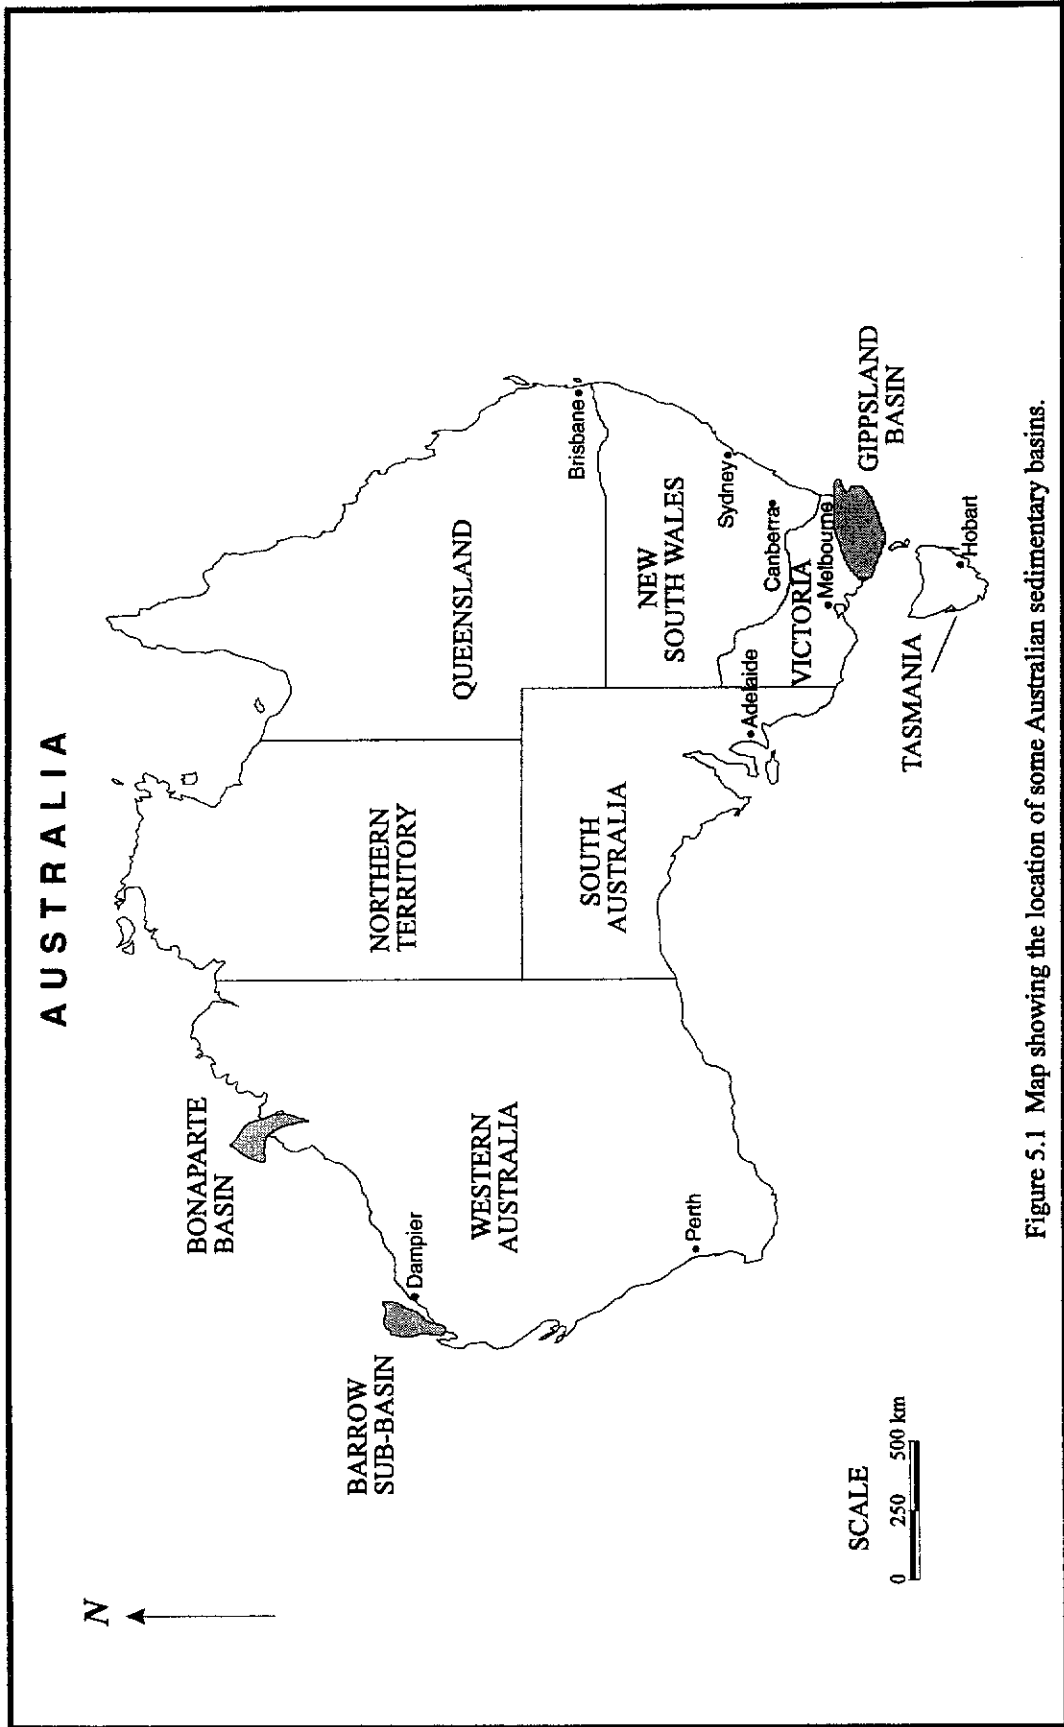 AUSTRALIA
N
BONAPARTE
BASIN
BARROW
SUB-BASIN
Dampier
NORTHERN
TERRITORY
QUEENSLAND
WESTERN
AUSTRALIA
SOUTH
AUSTRALIA
Brisbane
NEW
SOUTH WALES
Perth
Sydney
Adelaide
Canberra
VICTORIA
Melbourne
GIPPSLAND
BASIN
TASMANIA
Hobart
SCALE
0 250 500 km
Figure 5.1 Map showing the location of some Australian sedimentary basins.